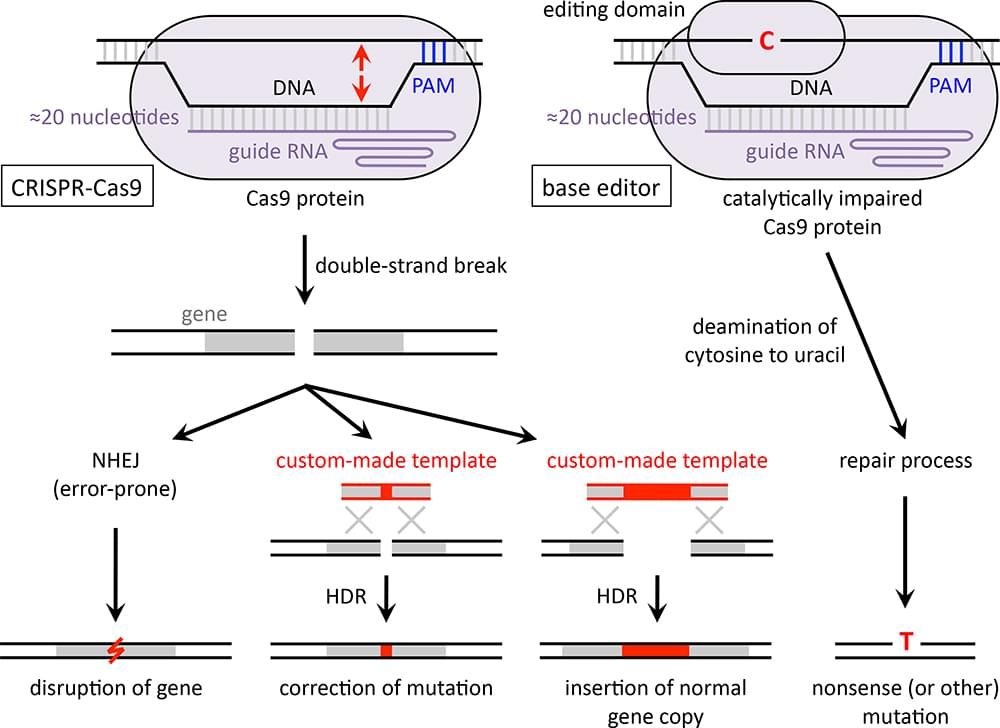 editing domain
C
DNA
PAM
≈20 nucleotides
guide RNA
CRISPR-Cas9
Cas9 protein
DNA
PAM
≈20 nucleotides
guide RNA
base editor
catalytically impaired
Cas9 protein
double-strand break
gene
deamination of
cytosine to uracil
NHEJ
(error-prone)
custom-made template
custom-made template
repair process
HDR
HDR
T
disruption of gene
correction of mutation
insertion of normal
gene copy
nonsense (or other)
mutation